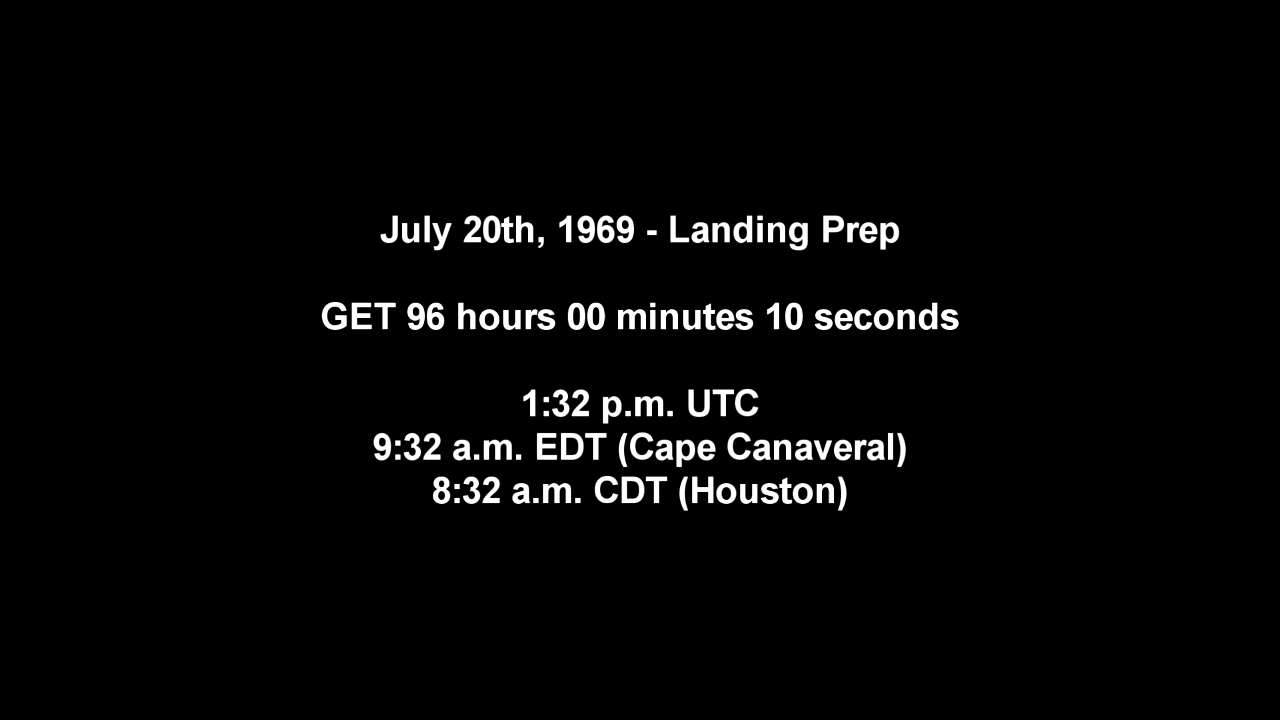 July 20th, 1969 - Landing Prep
GET 96 hours 00 minutes 10 seconds
1:32 p.m. UTC
9:32 a.m. EDT (Cape Canaveral)
8:32 a.m. CDT (Houston)